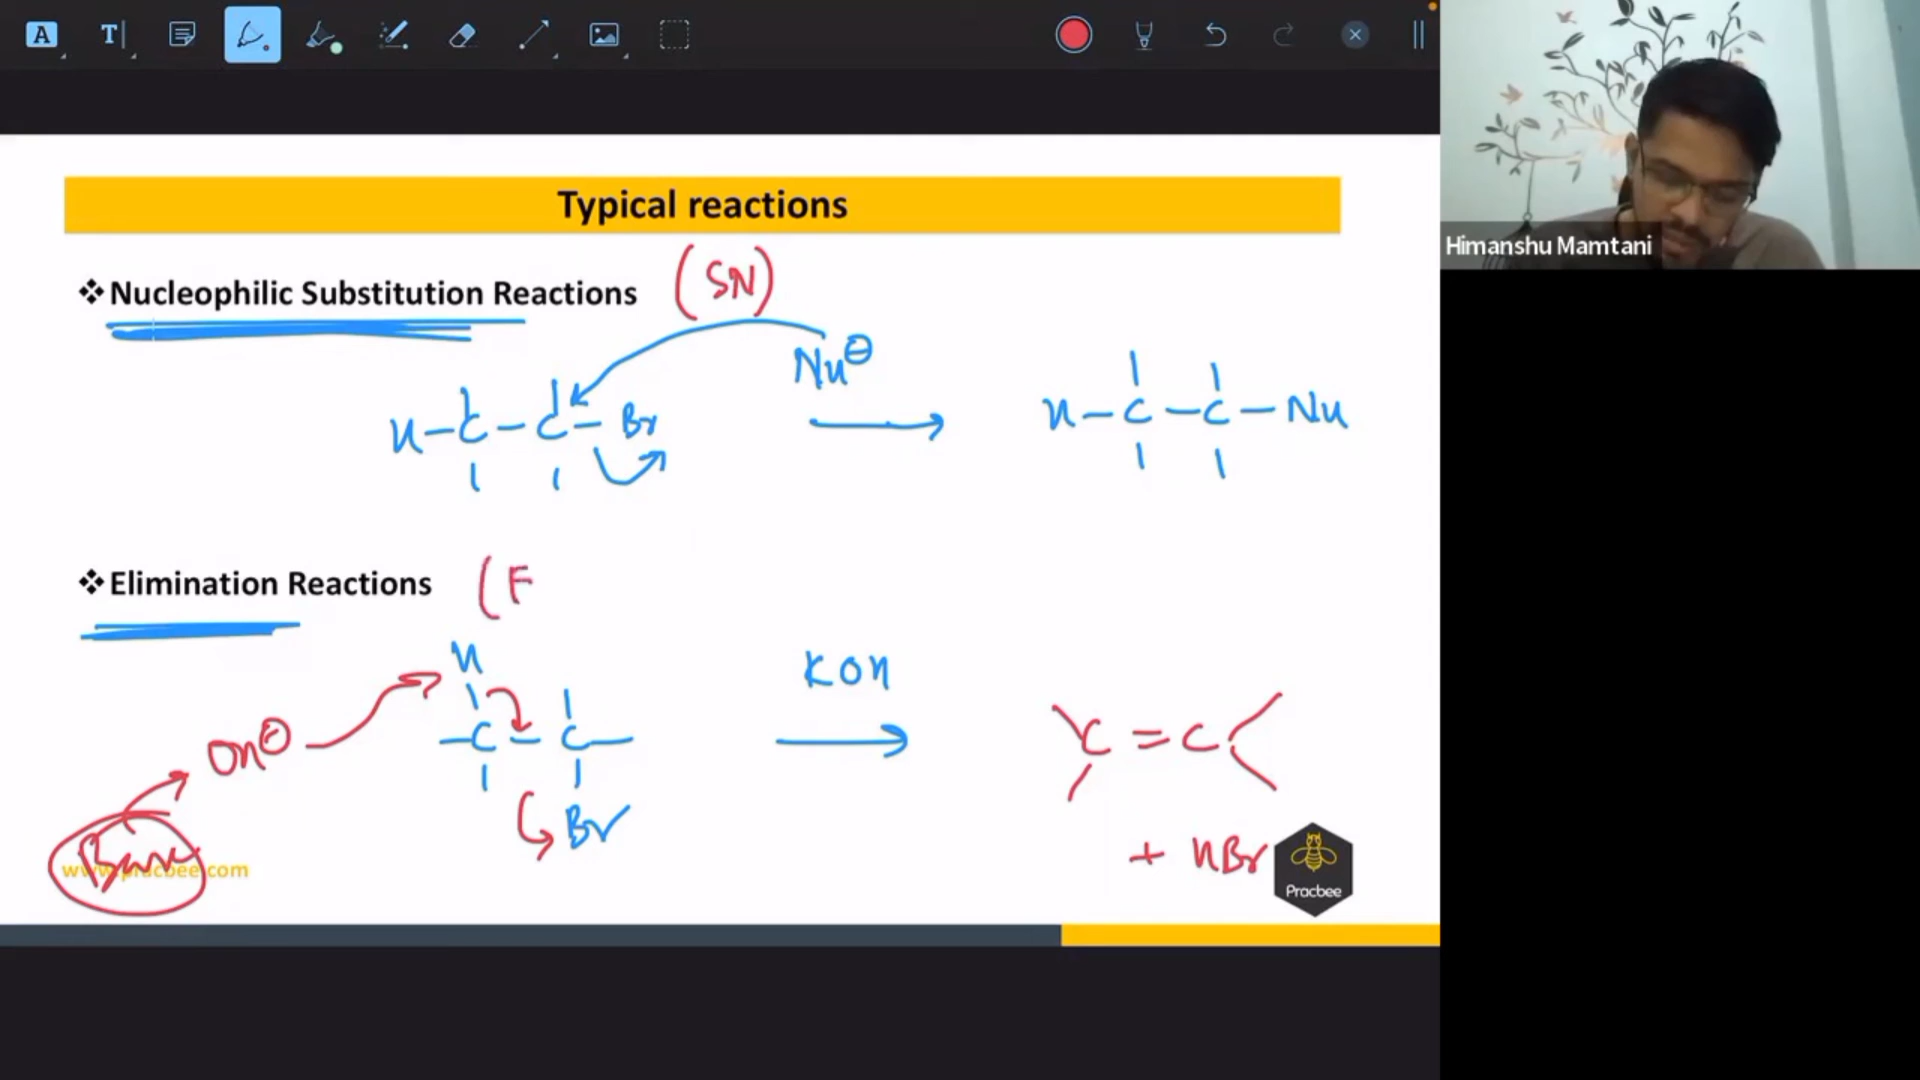 A T
Typical reactions
Himanshu Mamtani
❖Nucleophilic Substitution Reactions (SN)
Nu⊖
H-C-C-Br → H-C-C-Nu
❖Elimination Reactions (E
H
KOH
OH⊖ -C-C- → C=C
Br
Base
www.pracbee.com
+ HBr
Pracbee